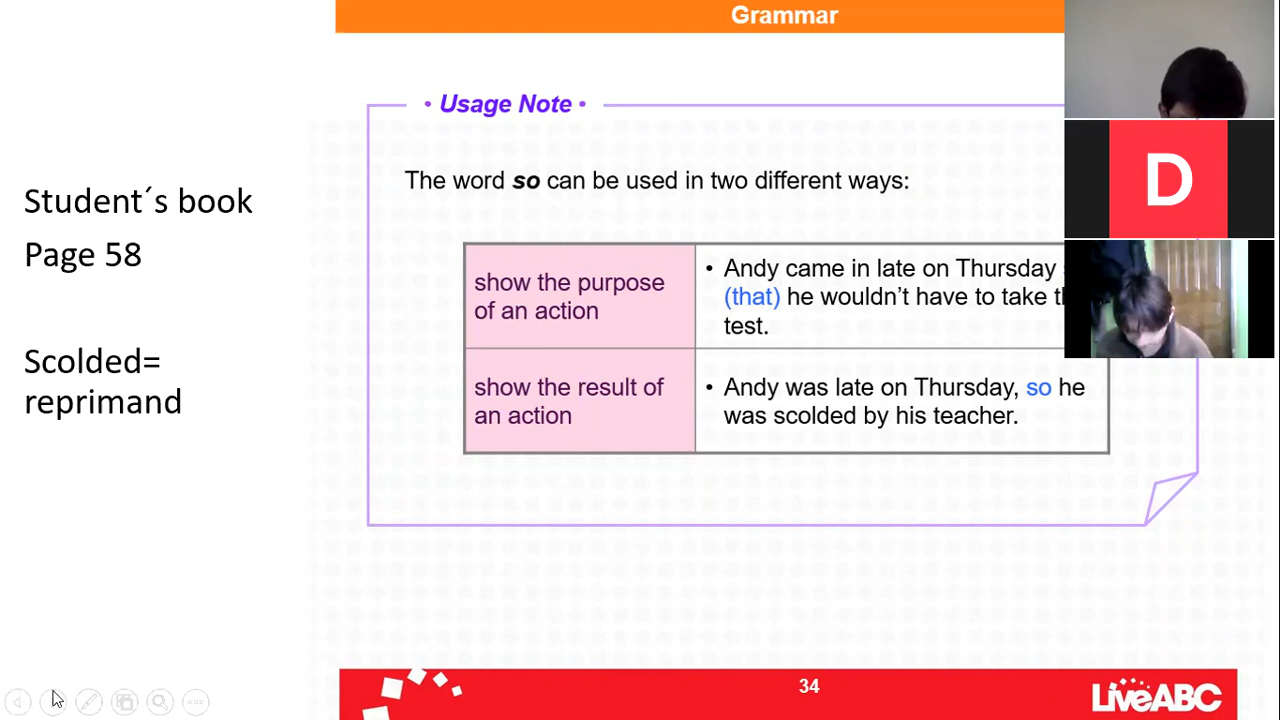 Grammar
• Usage Note •
The word so can be used in two different ways:
Student´s book
Page 58
Scolded=
reprimand
show the purpose
of an action
• Andy came in late on Thursday
(that) he wouldn't have to take
test.
show the result of
an action
• Andy was late on Thursday, so he
was scolded by his teacher.
D
34
LiveABC